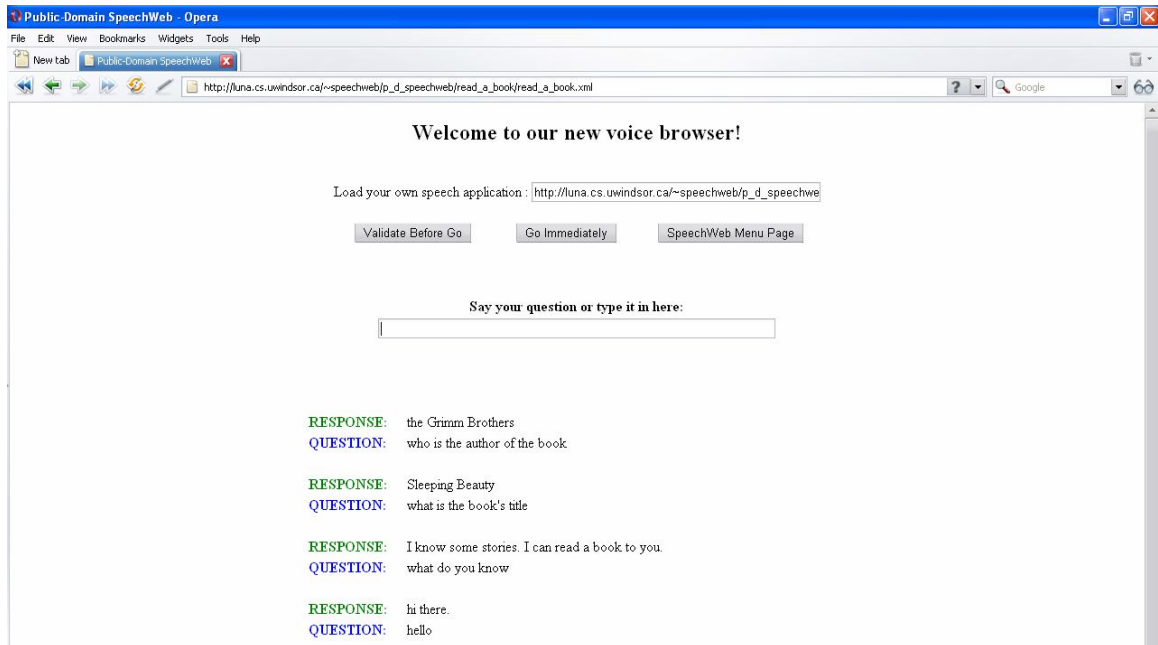 Public-Domain SpeechWeb - Opera
File Edit View Bookmarks Widgets Tools Help
New tab Public-Domain SpeechWeb
http://luna.cs.uwindsor.ca/~speechweb/p_d_speechweb/read_a_book/read_a_book.xml ? Google
Welcome to our new voice browser!
Load your own speech application : http://luna.cs.uwindsor.ca/~speechweb/p_d_speechwe
Validate Before Go Go Immediately SpeechWeb Menu Page
Say your question or type it in here:
RESPONSE: the Grimm Brothers
QUESTION: who is the author of the book
RESPONSE: Sleeping Beauty
QUESTION: what is the book's title
RESPONSE: I know some stories. I can read a book to you.
QUESTION: what do you know
RESPONSE: hi there.
QUESTION: hello